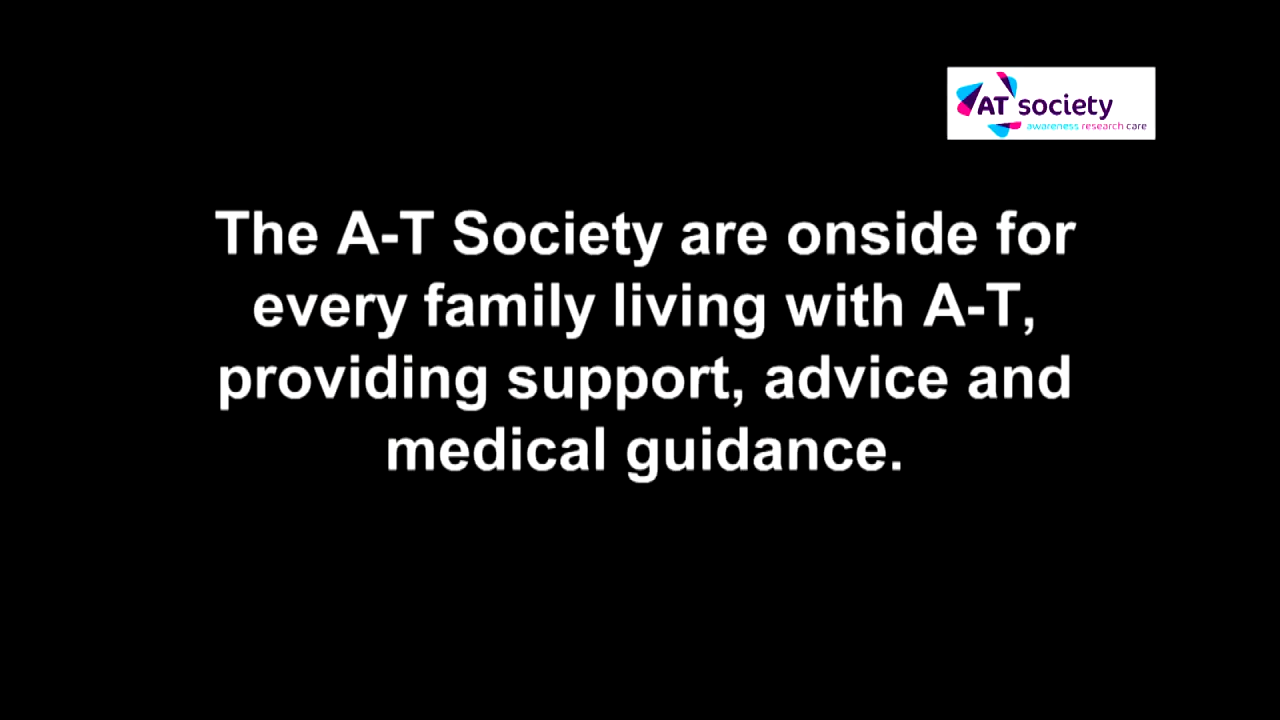 AT society
awareness research care
The A-T Society are onside for
every family living with A-T,
providing support, advice and
medical guidance.